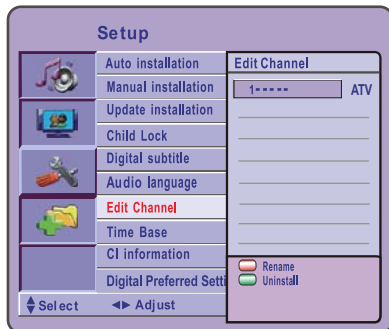 Setup
Auto installation
Manual installation
Update installation
Child Lock
Digital subtitle
Audio language
Edit Channel
Time Base
CI information
Digital Preferred Setti
Select
Adjust
Edit Channel
1----- ATV
Rename
Uninstall